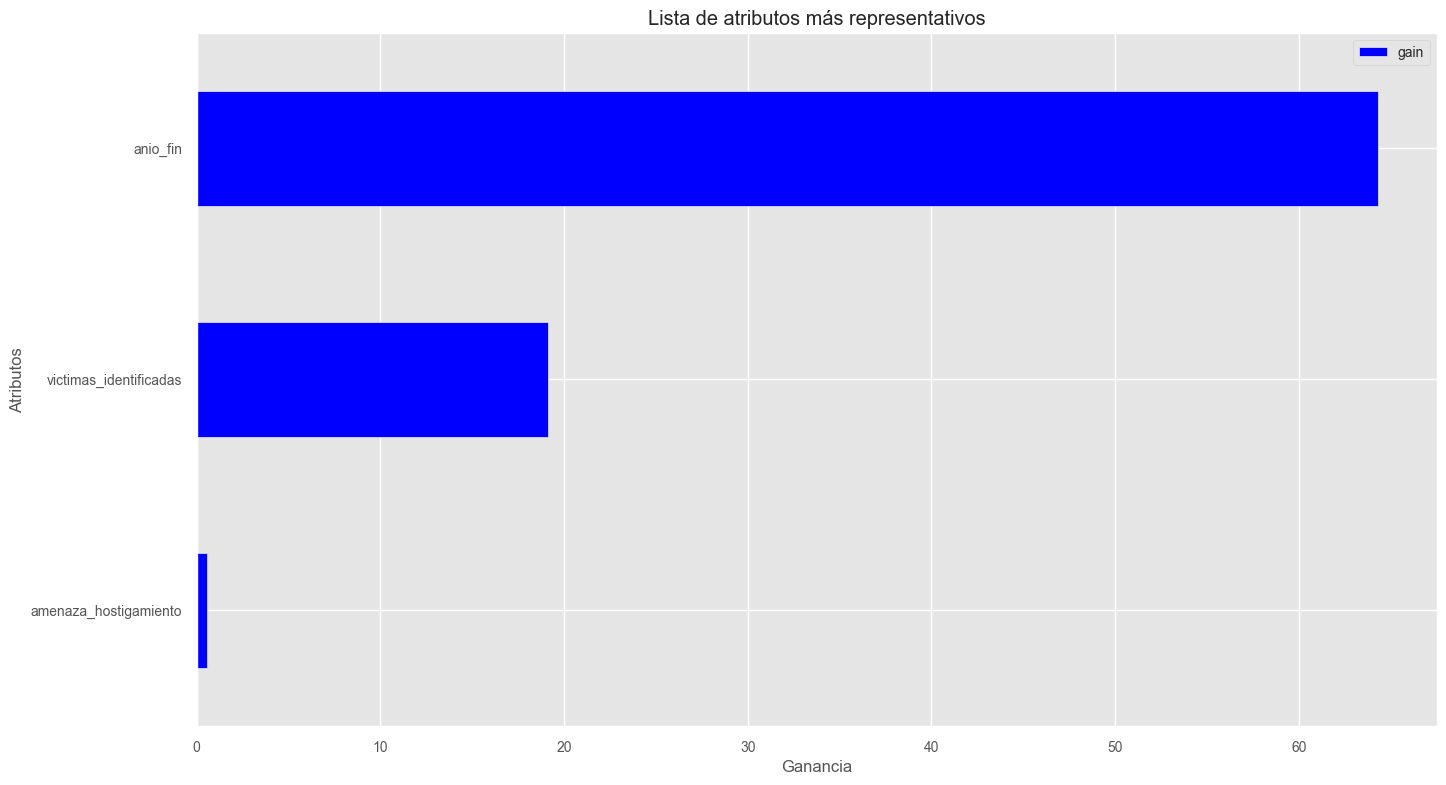 Lista de atributos más representativos
gain
anio_fin
victimas_identificadas
amenaza_hostigamiento
Atributos
0 10 20 30 40 50 60
Ganancia